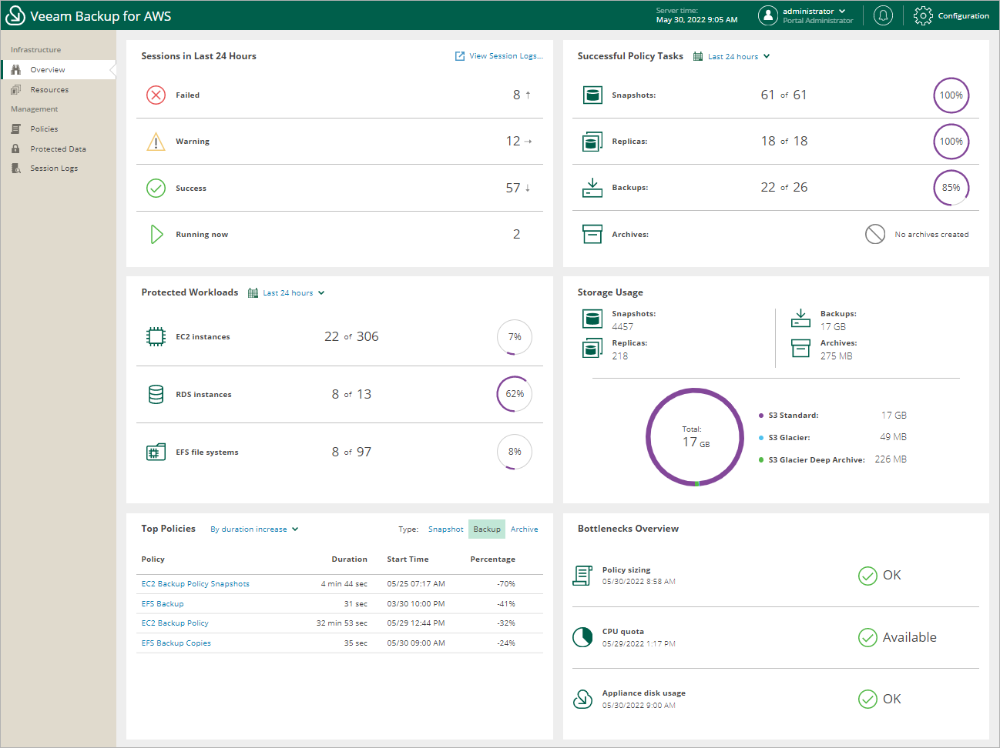 Veeam Backup for AWS
Server time:
May 30, 2022 9:05 AM
administrator
Portal Administrator
Configuration
Infrastructure
Overview
Resources
Management
Policies
Protected Data
Session Logs
Sessions in Last 24 Hours
View Session Logs...
Failed
8 ↑
Warning
12 →
Success
57 ↓
Running now
2
Successful Policy Tasks
Last 24 hours
Snapshots:
61 of 61
100%
Replicas:
18 of 18
100%
Backups:
22 of 26
85%
Archives:
No archives created
Protected Workloads
Last 24 hours
EC2 instances
22 of 306
7%
RDS instances
8 of 13
62%
EFS file systems
8 of 97
8%
Storage Usage
Snapshots:
4457
Replicas:
218
Backups:
17 GB
Archives:
275 MB
Total:
17 GB
S3 Standard: 17 GB
S3 Glacier: 49 MB
S3 Glacier Deep Archive: 226 MB
Top Policies
By duration increase
Type: Snapshot Backup Archive
Policy Duration Start Time Percentage
EC2 Backup Policy Snapshots 4 min 44 sec 05/25 07:17 AM -70%
EFS Backup 31 sec 03/30 10:00 PM -41%
EC2 Backup Policy 32 min 53 sec 05/29 12:44 PM -32%
EFS Backup Copies 35 sec 05/30 09:00 AM -24%
Bottlenecks Overview
Policy sizing
05/30/2022 8:58 AM
OK
CPU quota
05/29/2022 1:17 PM
Available
Appliance disk usage
05/30/2022 9:00 AM
OK